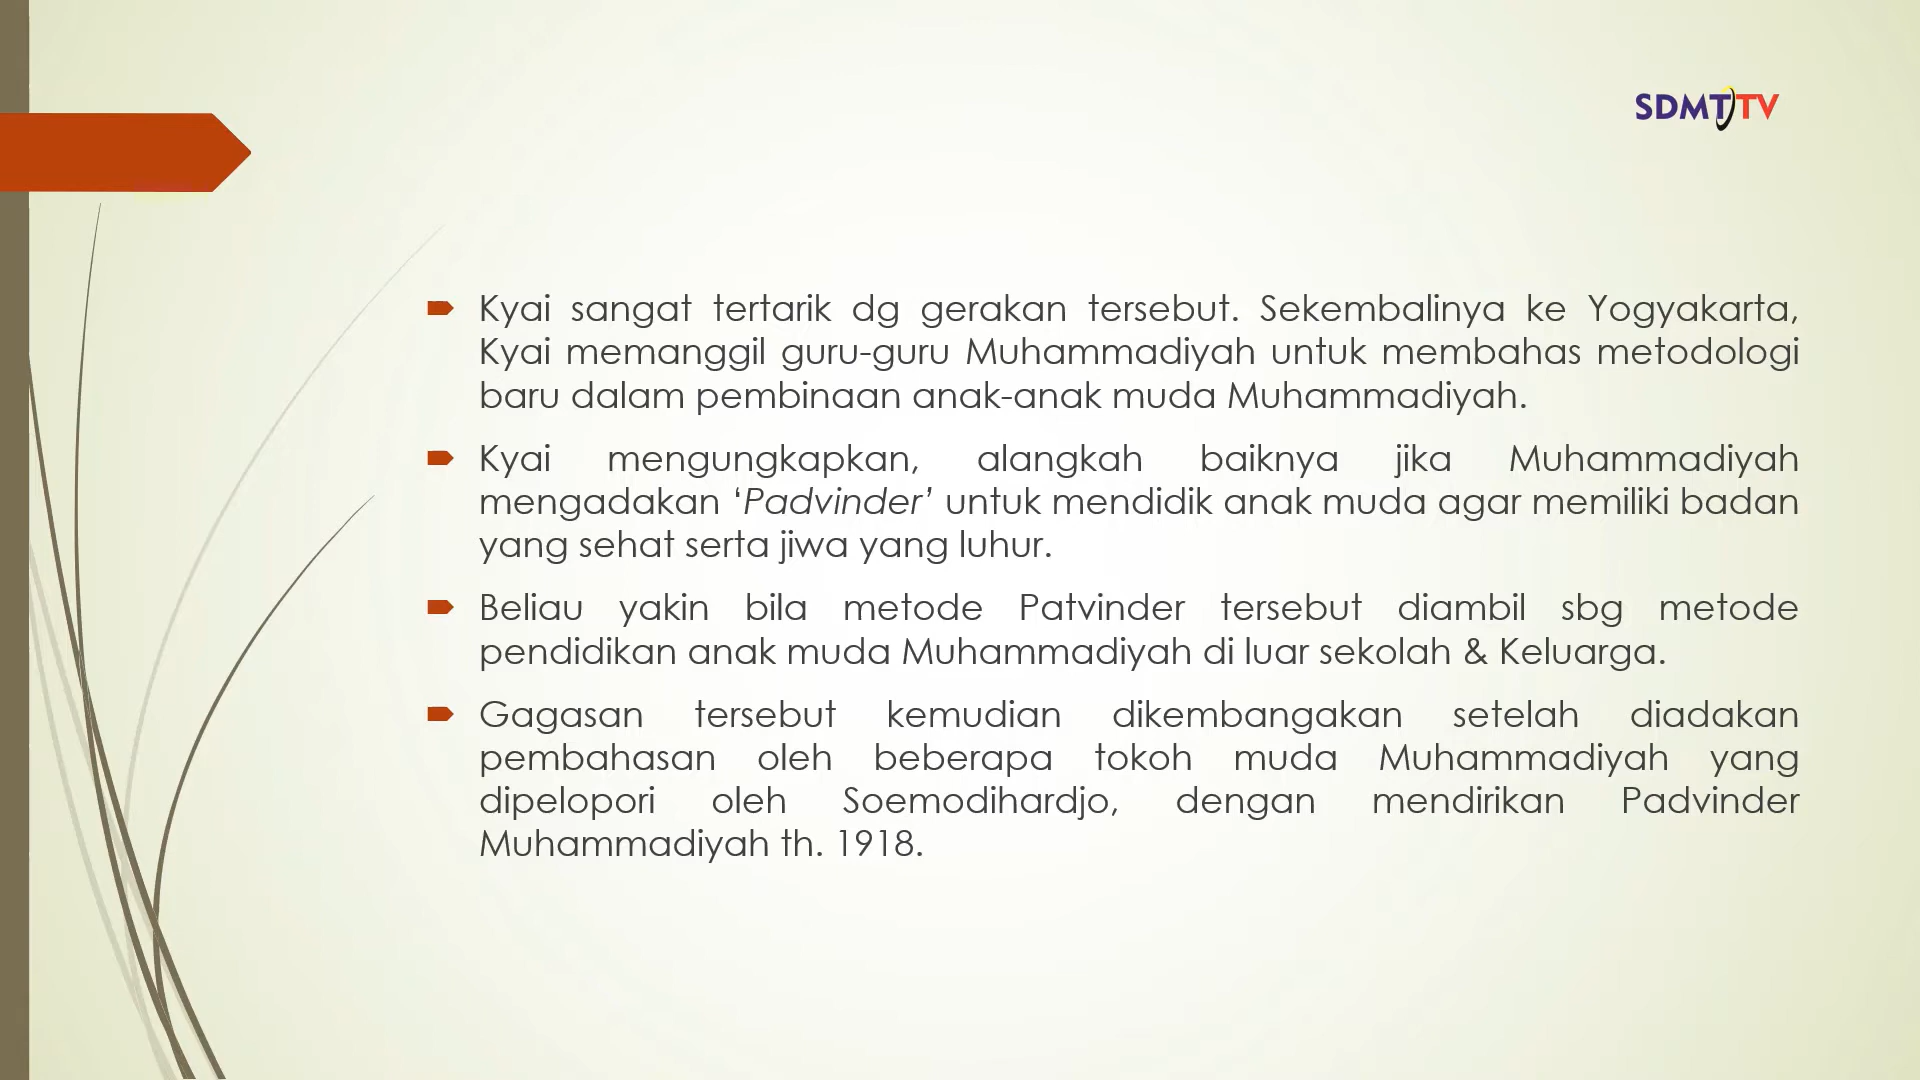 SDMT TV
Kyai sangat tertarik dg gerakan tersebut. Sekembalinya ke Yogyakarta,
Kyai memanggil guru-guru Muhammadiyah untuk membahas metodologi
baru dalam pembinaan anak-anak muda Muhammadiyah.
Kyai mengungkapkan, alangkah baiknya jika Muhammadiyah
mengadakan ‘Padvinder’ untuk mendidik anak muda agar memiliki badan
yang sehat serta jiwa yang luhur.
Beliau yakin bila metode Patvinder tersebut diambil sbg metode
pendidikan anak muda Muhammadiyah di luar sekolah & Keluarga.
Gagasan tersebut kemudian dikembangakan setelah diadakan
pembahasan oleh beberapa tokoh muda Muhammadiyah yang
dipelopori oleh Soemodihardjo, dengan mendirikan Padvinder
Muhammadiyah th. 1918.